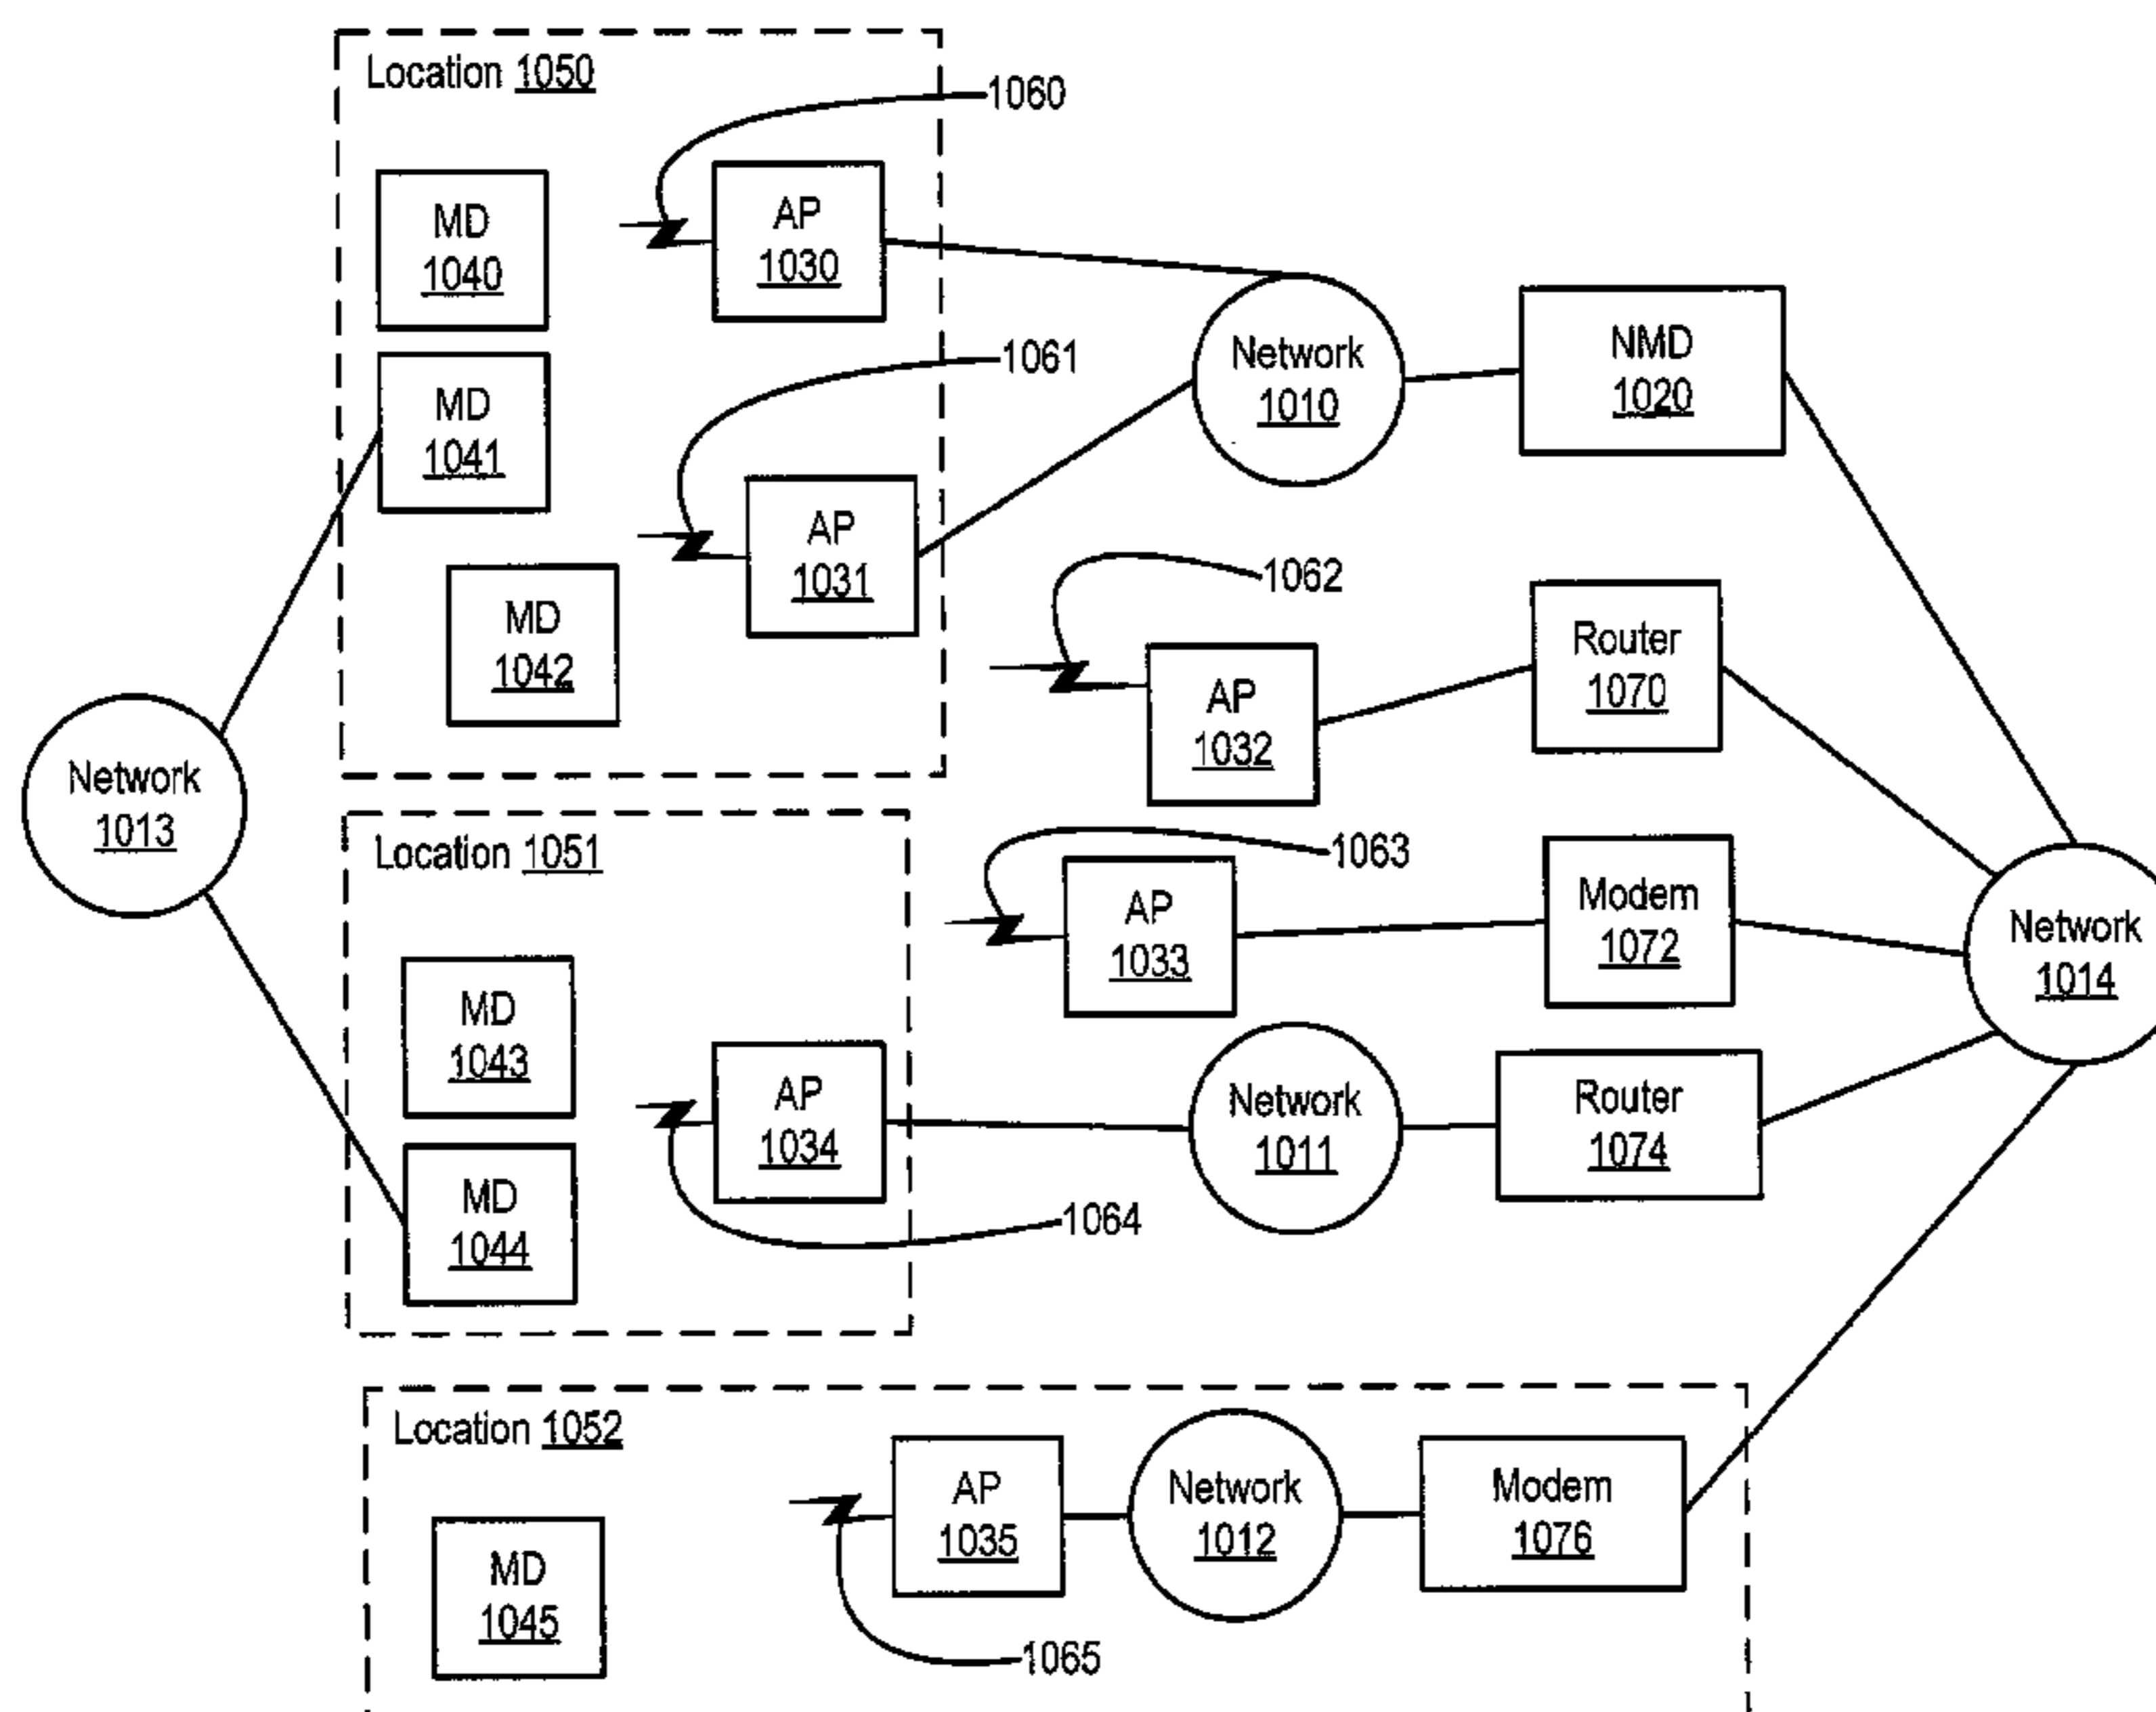 Location 1050
1060
MD
1040
AP
1030
MD
1041
1061
AP
1031
Network
1010
NMD
1020
MD
1042
1062
AP
1032
Router
1070
Network
1013
Location 1051
1063
AP
1033
Modem
1072
Network
1014
MD
1043
AP
1034
Network
1011
Router
1074
MD
1044
1064
Location 1052
AP
1035
Network
1012
Modem
1076
MD
1045
1065